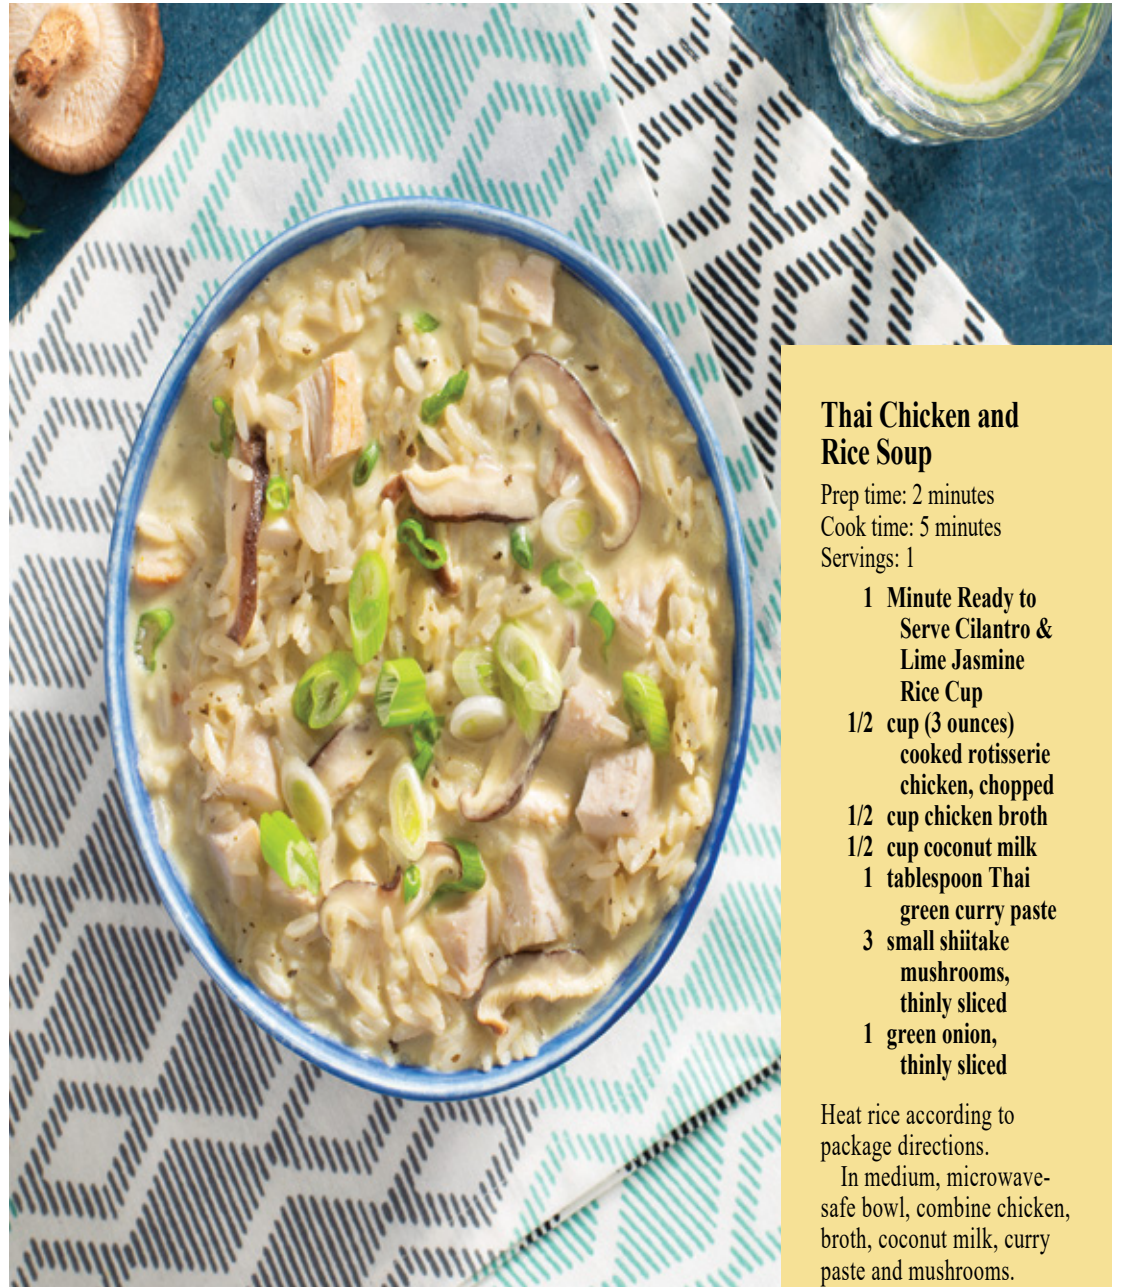 Thai Chicken and
Rice Soup
Prep time: 2 minutes
Cook time: 5 minutes
Servings: 1
1 Minute Ready to
Serve Cilantro &
Lime Jasmine
Rice Cup
1/2 cup (3 ounces)
cooked rotisserie
chicken, chopped
1/2 cup chicken broth
1/2 cup coconut milk
1 tablespoon Thai
green curry paste
3 small shiitake
mushrooms,
thinly sliced
1 green onion,
thinly sliced
Heat rice according to
package directions.
In medium, microwave-
safe bowl, combine chicken,
broth, coconut milk, curry
paste and mushrooms.